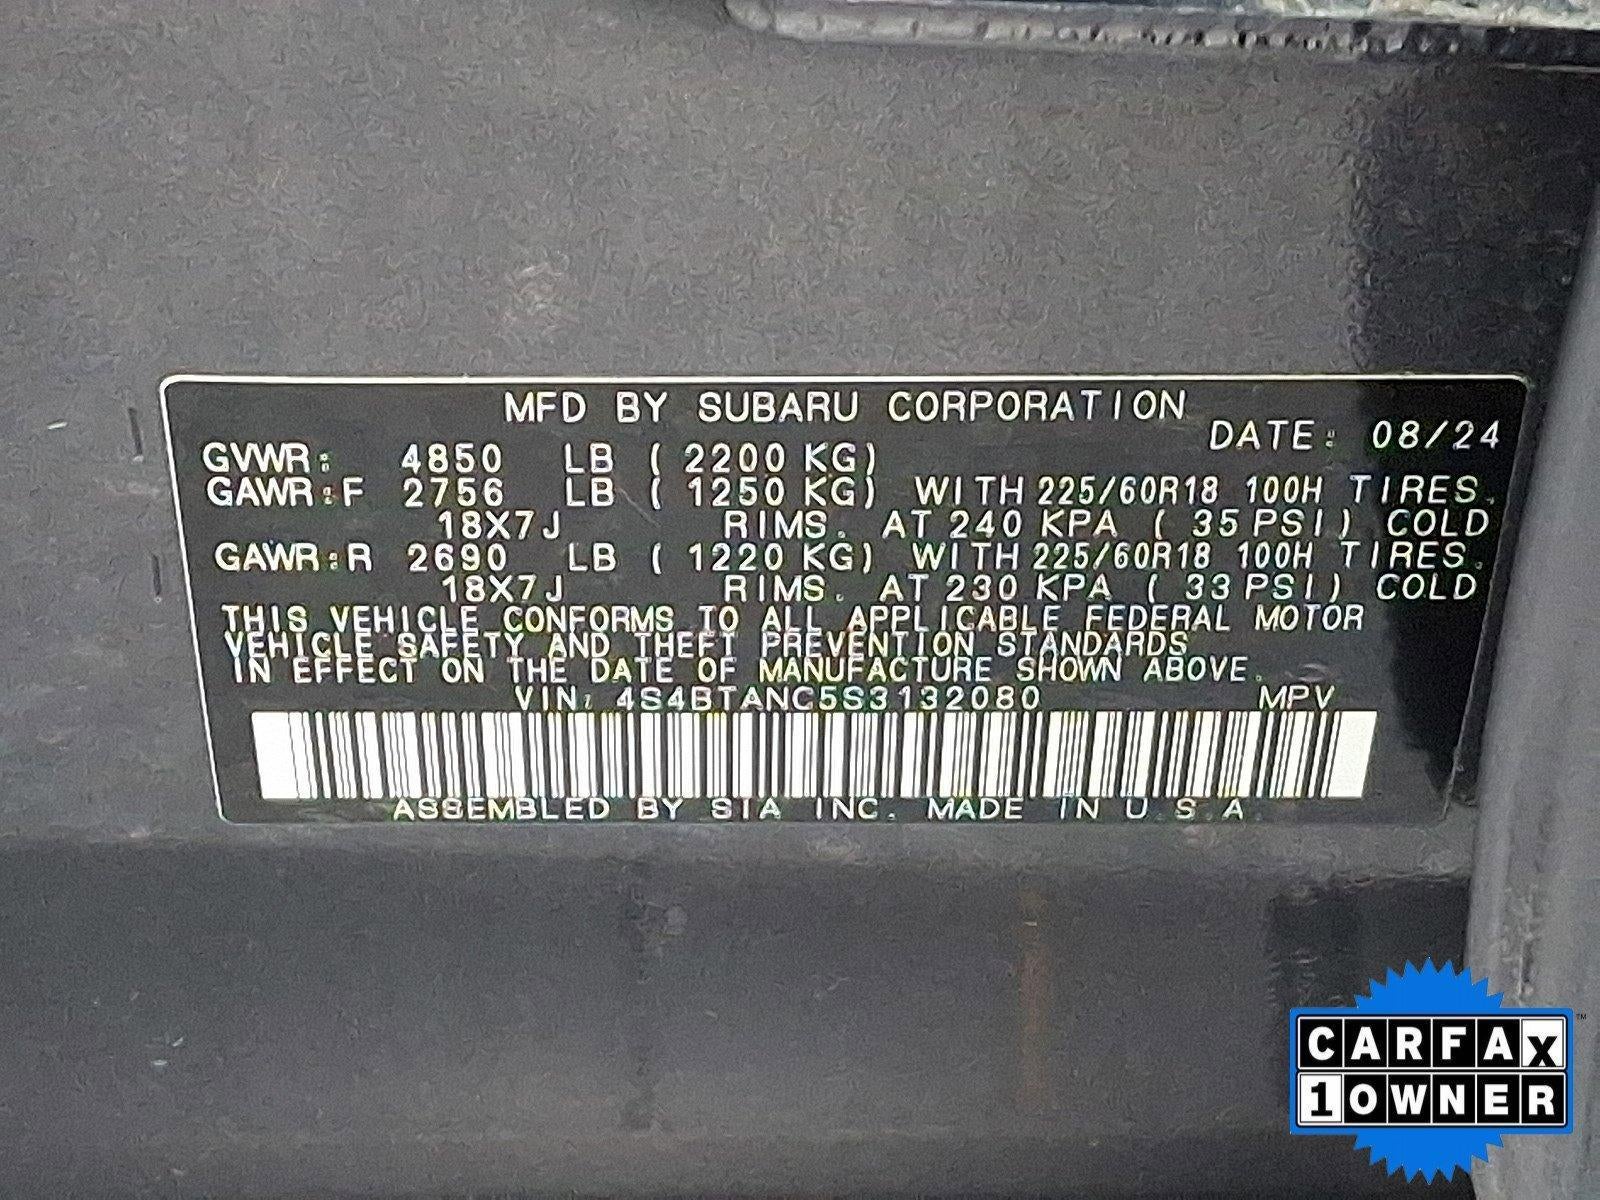 MFD BY SUBARU CORPORATION
DATE: 08/24
GVWR: 4850 LB ( 2200 KG)
GAWR:F 2756 LB ( 1250 KG) WITH 225/60R18 100H TIRES.
18X7J RIMS. AT 240 KPA ( 35 PSI) COLD
GAWR:R 2690 LB ( 1220 KG) WITH 225/60R18 100H TIRES.
18X7J RIMS. AT 230 KPA ( 33 PSI) COLD
THIS VEHICLE CONFORMS TO ALL APPLICABLE FEDERAL MOTOR
VEHICLE SAFETY AND THEFT PREVENTION STANDARDS
IN EFFECT ON THE DATE OF MANUFACTURE SHOWN ABOVE.
VIN: 4S4BTANC5S3132080 MPV
ASSEMBLED BY SIA INC. MADE IN U.S.A.
CARFAX™
1 OWNER